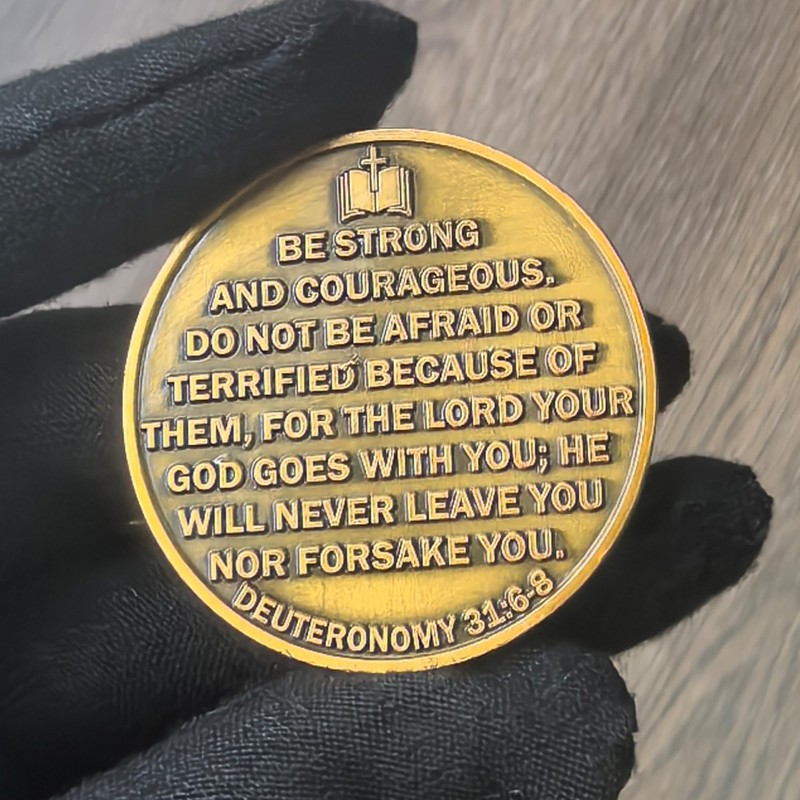 BE STRONG
AND COURAGEOUS.
DO NOT BE AFRAID OR
TERRIFIED BECAUSE OF
THEM, FOR THE LORD YOUR
GOD GOES WITH YOU; HE
WILL NEVER LEAVE YOU
NOR FORSAKE YOU.
DEUTERONOMY 31:6-8